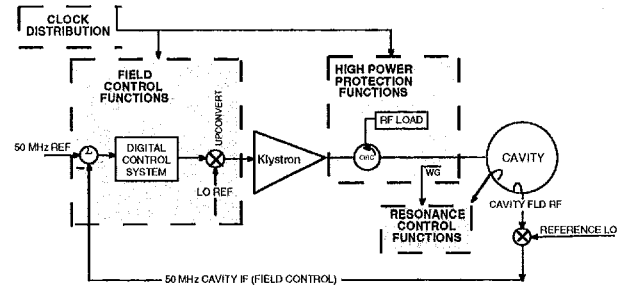 CLOCK
DISTRIBUTION
FIELD
CONTROL
FUNCTIONS
HIGH POWER
PROTECTION
FUNCTIONS
UPCONVERT
RF LOAD
50 MHz REF
Σ
DIGITAL
CONTROL
SYSTEM
Klystron
CIRC
CAVITY
LO REF
WG
CAVITY FLD RF
RESONANCE
CONTROL
FUNCTIONS
REFERENCE LO
50 MHz CAVITY IF (FIELD CONTROL)